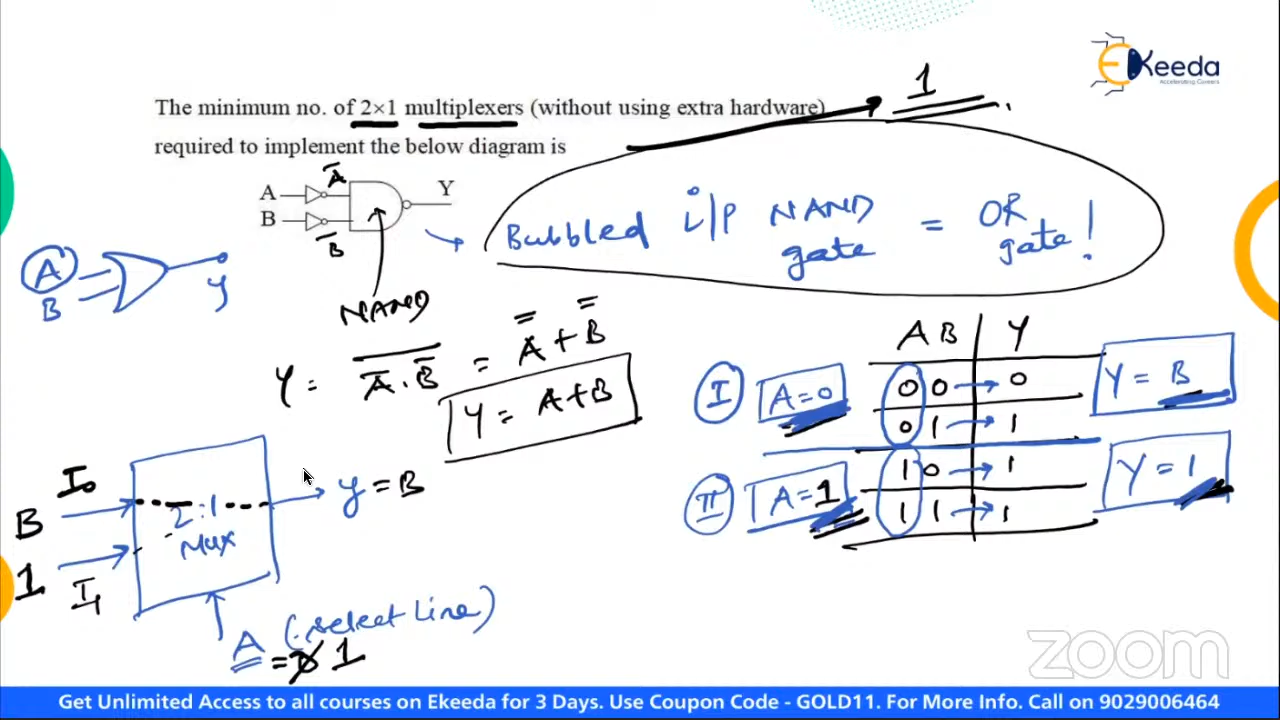 Ekeeda
Accelerating Careers
1
The minimum no. of 2×1 multiplexers (without using extra hardware)
required to implement the below diagram is
A
B
A̅
B̅
Y
NAND
Bubbled i/p NAND gate = OR gate!
A
B
y
Y = \overline{A̅ · B̅} = A̿ + B̿
Y = A+B
A B Y
0 0 → 0
0 1 → 1
1 0 → 1
1 1 → 1
I A=0 Y = B
II A=1 Y = 1
B I₀
1 I₁
2:1
Mux
y = B
A (select Line)
= 0 1
zoom
Get Unlimited Access to all courses on Ekeeda for 3 Days. Use Coupon Code - GOLD11. For More Info. Call on 9029006464